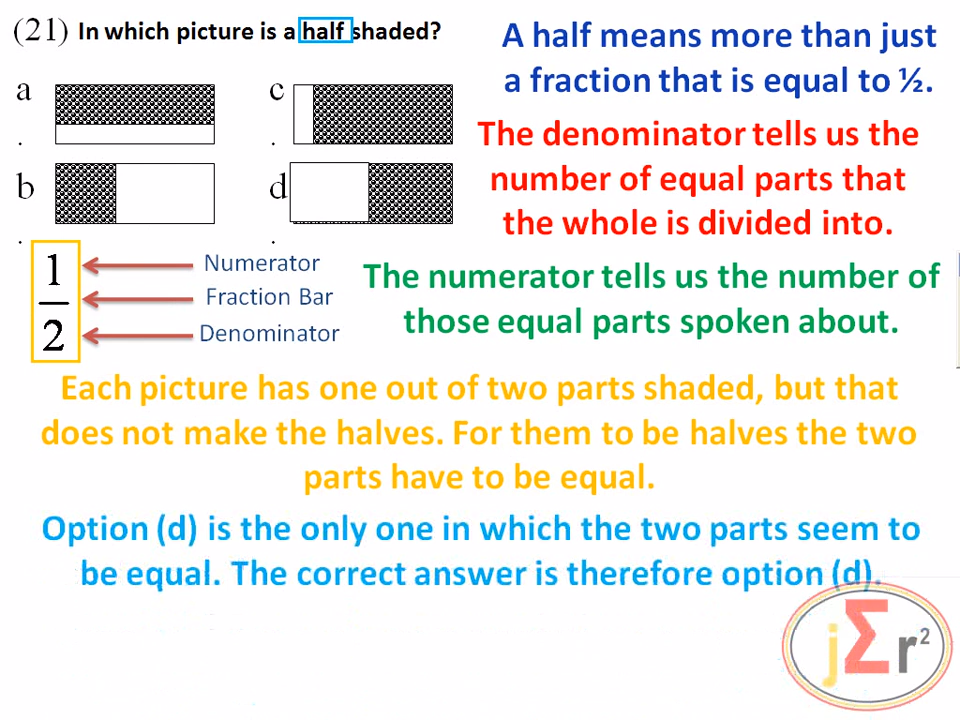 (21) In which picture is a half shaded?
a
.
c
.
b
.
d
.
1
2
Numerator
Fraction Bar
Denominator
A half means more than just
a fraction that is equal to ½.
The denominator tells us the
number of equal parts that
the whole is divided into.
The numerator tells us the number of
those equal parts spoken about.
Each picture has one out of two parts shaded, but that
does not make the halves. For them to be halves the two
parts have to be equal.
Option (d) is the only one in which the two parts seem to
be equal. The correct answer is therefore option (d).
jΣr²